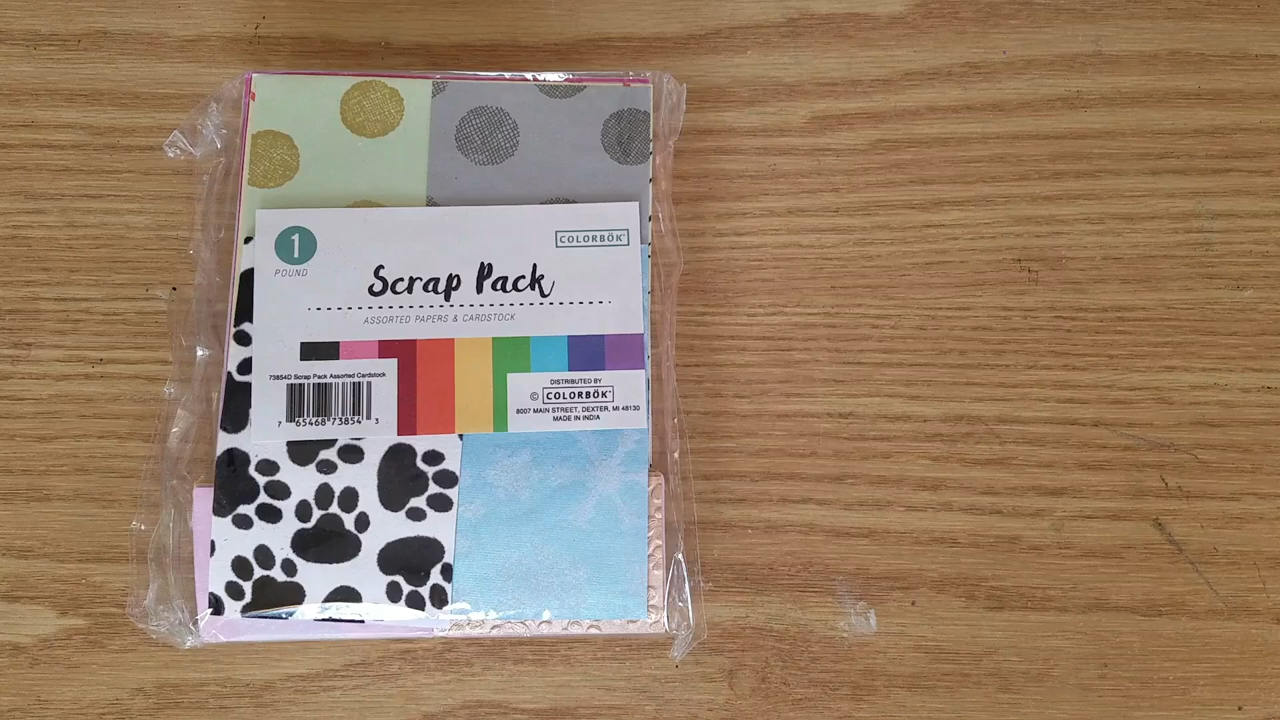 1
POUND
COLORBÖK®
Scrap Pack
ASSORTED PAPERS & CARDSTOCK
73854D Scrap Pack Assorted Cardstock
7 65468 73854 3
DISTRIBUTED BY
© COLORBÖK®
8007 MAIN STREET, DEXTER, MI 48130
MADE IN INDIA